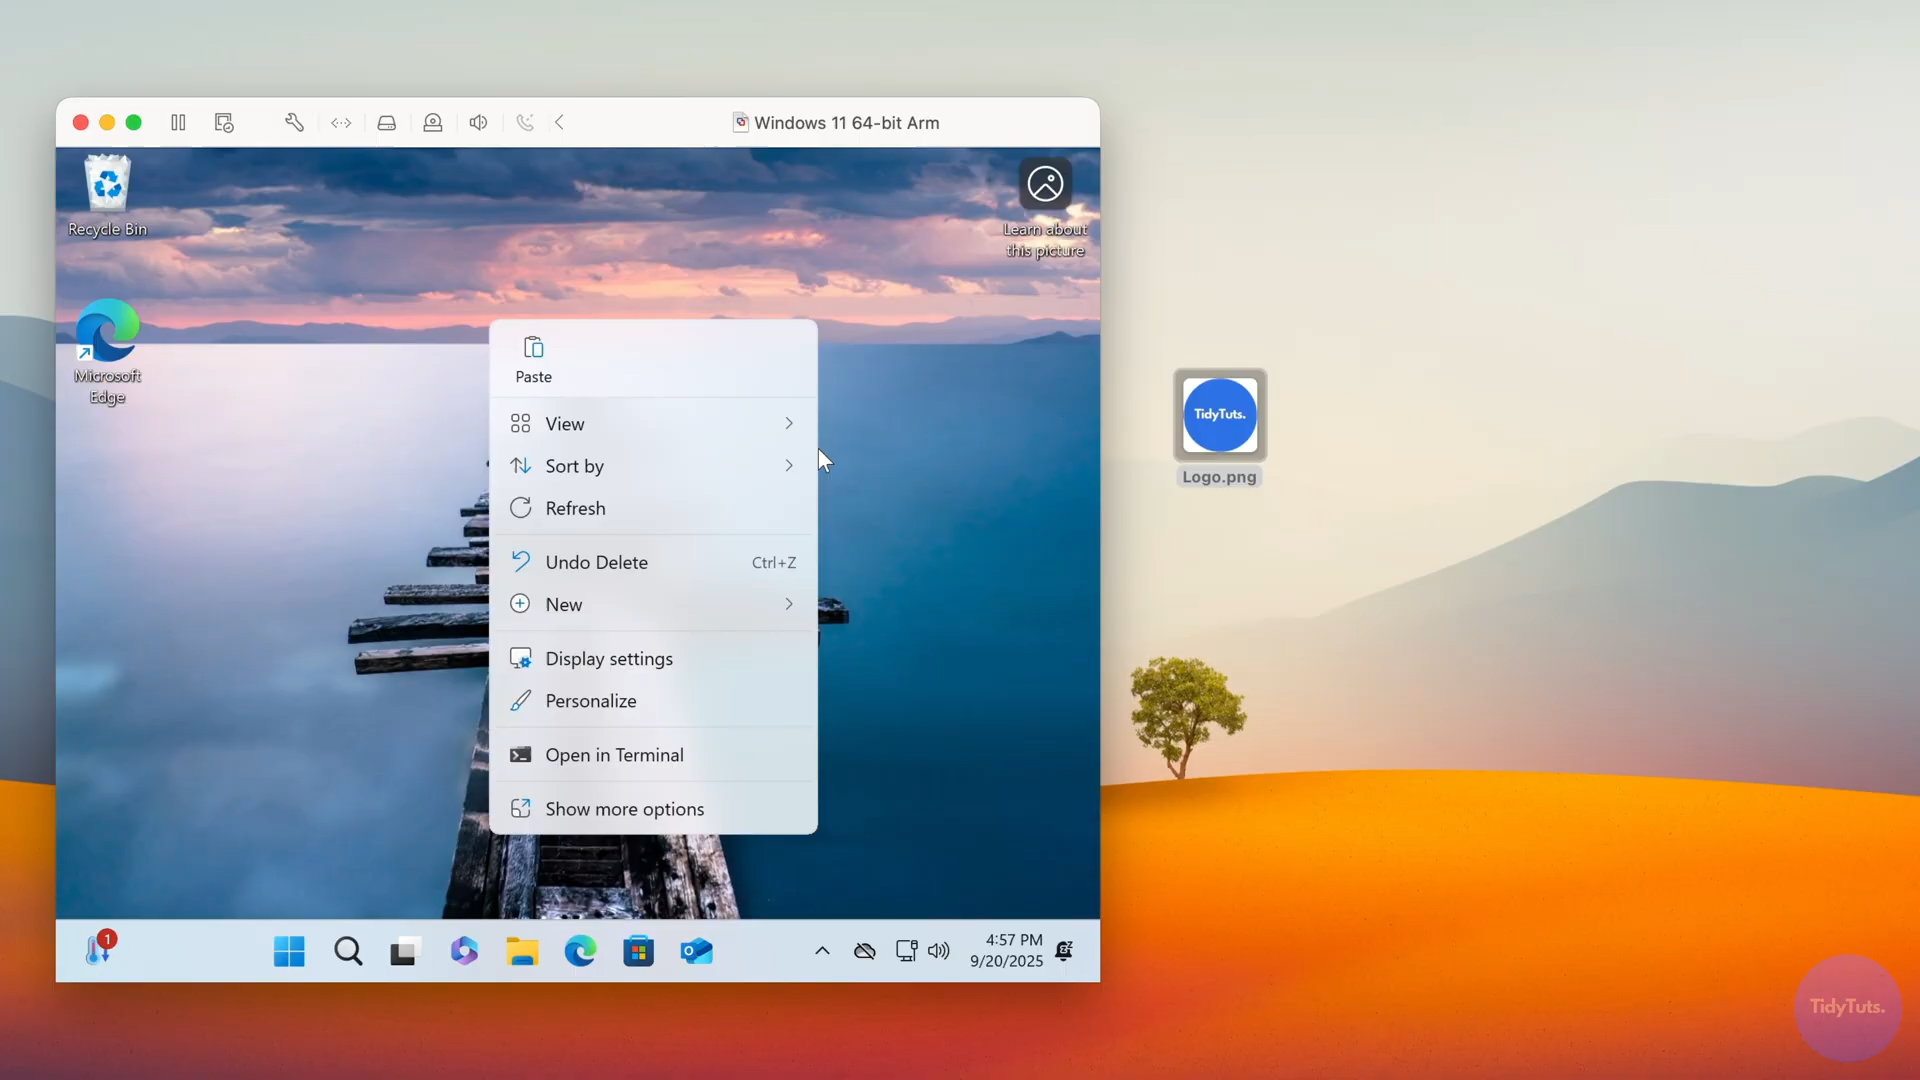 Windows 11 64-bit Arm
Recycle Bin
Learn about
this picture
Microsoft
Edge
Paste
View
Sort by
Refresh
Undo Delete Ctrl+Z
New
Display settings
Personalize
Open in Terminal
Show more options
TidyTuts.
Logo.png
1
4:57 PM
9/20/2025
TidyTuts.